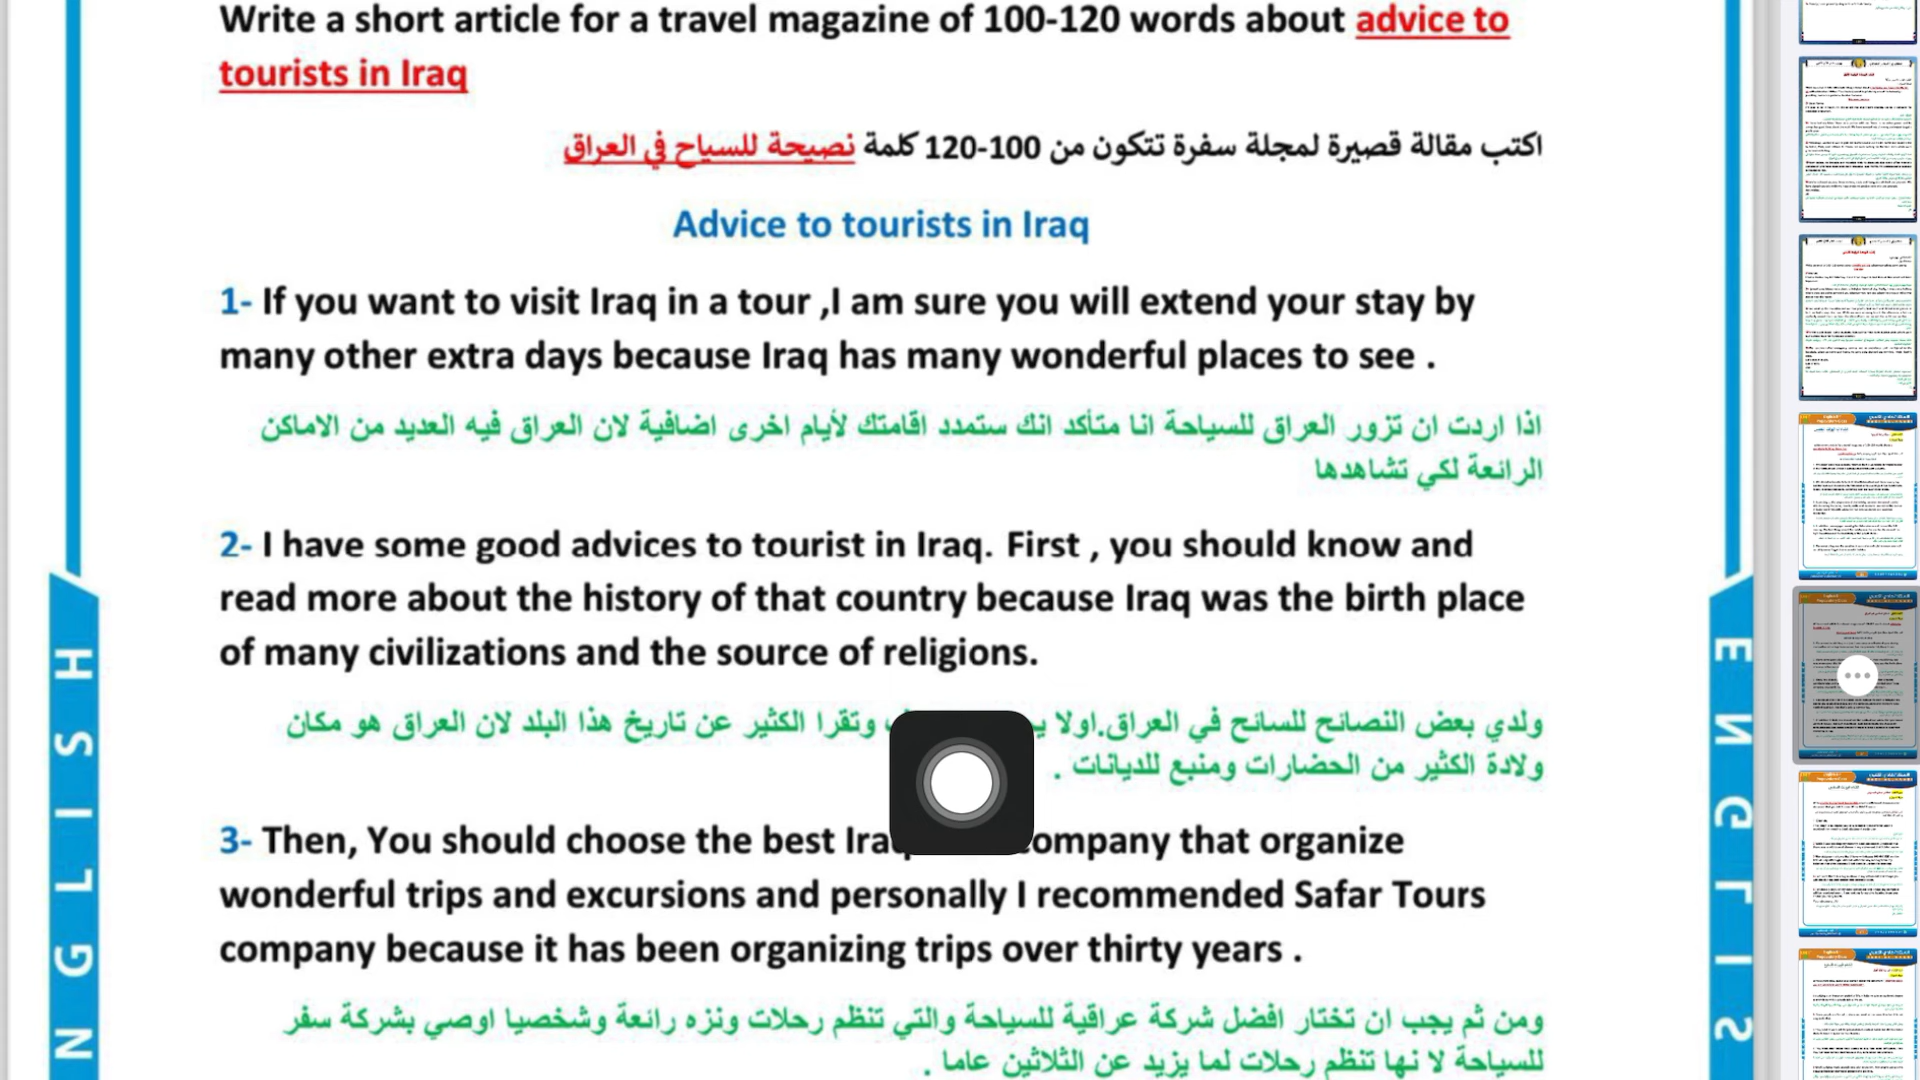 Write a short article for a travel magazine of 100-120 words about advice to
tourists in Iraq
اكتب مقالة قصيرة لمجلة سفرة تتكون من 100-120 كلمة نصيحة للسياح في العراق
Advice to tourists in Iraq
1- If you want to visit Iraq in a tour ,I am sure you will extend your stay by
many other extra days because Iraq has many wonderful places to see .
اذا اردت ان تزور العراق للسياحة انا متأكد انك ستمدد اقامتك لأيام اخرى اضافية لان العراق فيه العديد من الاماكن
الرائعة لكي تشاهدها
2- I have some good advices to tourist in Iraq. First , you should know and
read more about the history of that country because Iraq was the birth place
of many civilizations and the source of religions.
ولدي بعض النصائح للسائح في العراق.اولا وتقرا الكثير عن تاريخ هذا البلد لان العراق هو مكان
ولادة الكثير من الحضارات ومنبع للديانات .
3- Then, You should choose the best company that organize
wonderful trips and excursions and personally I recommended Safar Tours
company because it has been organizing trips over thirty years .
ومن ثم يجب ان تختار افضل شركة عراقية للسياحة والتي تنظم رحلات ونزه رائعة وشخصيا اوصي بشركة سفر
للسياحة لا نها تنظم رحلات لما يزيد عن الثلاثين عاما .
N G L I S H
E N G L I S